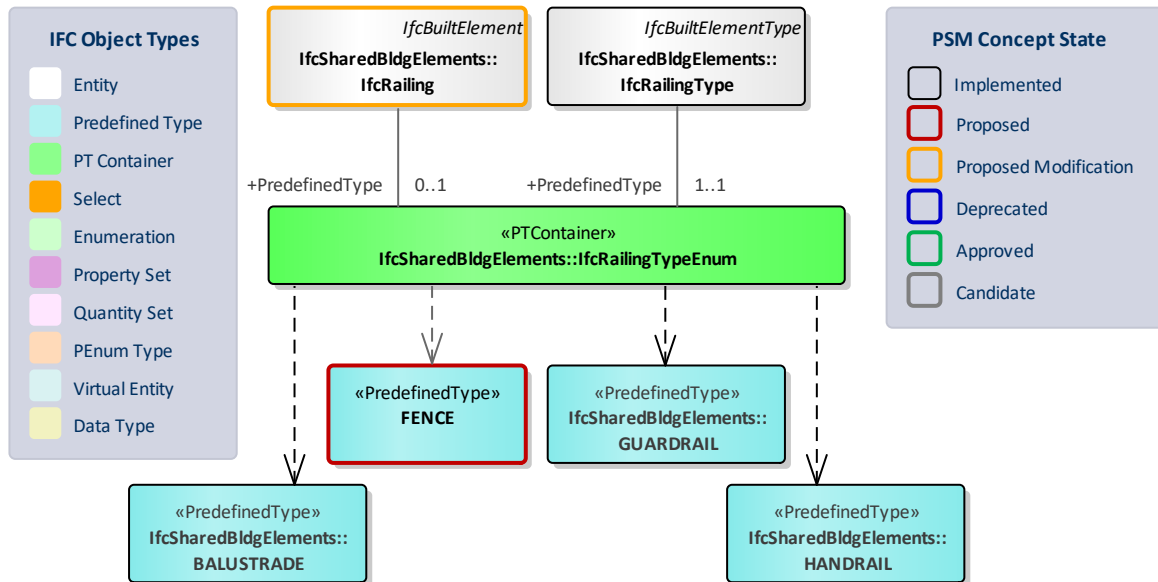 IFC Object Types
Entity
Predefined Type
PT Container
Select
Enumeration
Property Set
Quantity Set
PEnum Type
Virtual Entity
Data Type
IfcBuiltElement
IfcSharedBldgElements::
IfcRailing
IfcBuiltElementType
IfcSharedBldgElements::
IfcRailingType
PSM Concept State
Implemented
Proposed
Proposed Modification
Deprecated
Approved
Candidate
+PredefinedType 0..1
+PredefinedType 1..1
«PTContainer»
IfcSharedBldgElements::IfcRailingTypeEnum
«PredefinedType»
FENCE
«PredefinedType»
IfcSharedBldgElements::
GUARDRAIL
«PredefinedType»
IfcSharedBldgElements::
BALUSTRADE
«PredefinedType»
IfcSharedBldgElements::
HANDRAIL